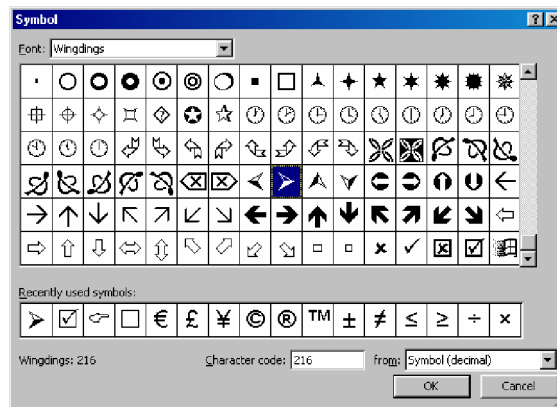 Symbol
Font: Wingdings
Recently used symbols:
€ £ ¥ © ® ™ ± ≠ ≤ ≥ ÷ ×
Wingdings: 216
Character code: 216
from: Symbol (decimal)
OK
Cancel